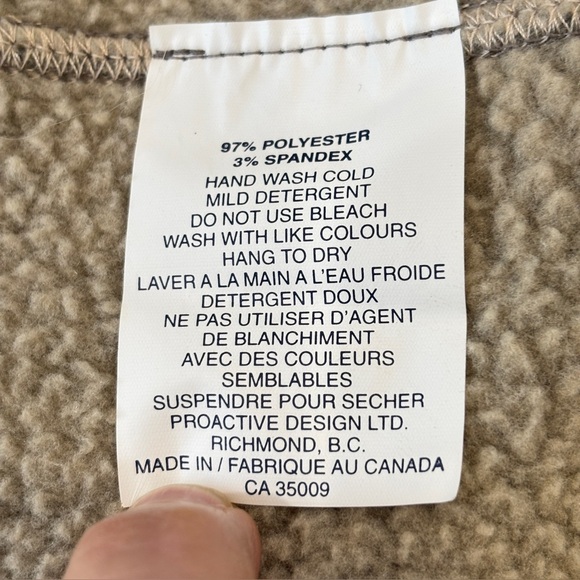 97% POLYESTER
3% SPANDEX
HAND WASH COLD
MILD DETERGENT
DO NOT USE BLEACH
WASH WITH LIKE COLOURS
HANG TO DRY
LAVER A LA MAIN A L'EAU FROIDE
DETERGENT DOUX
NE PAS UTILISER D'AGENT
DE BLANCHIMENT
AVEC DES COULEURS
SEMBLABLES
SUSPENDRE POUR SECHER
PROACTIVE DESIGN LTD.
RICHMOND, B.C.
MADE IN / FABRIQUE AU CANADA
CA 35009